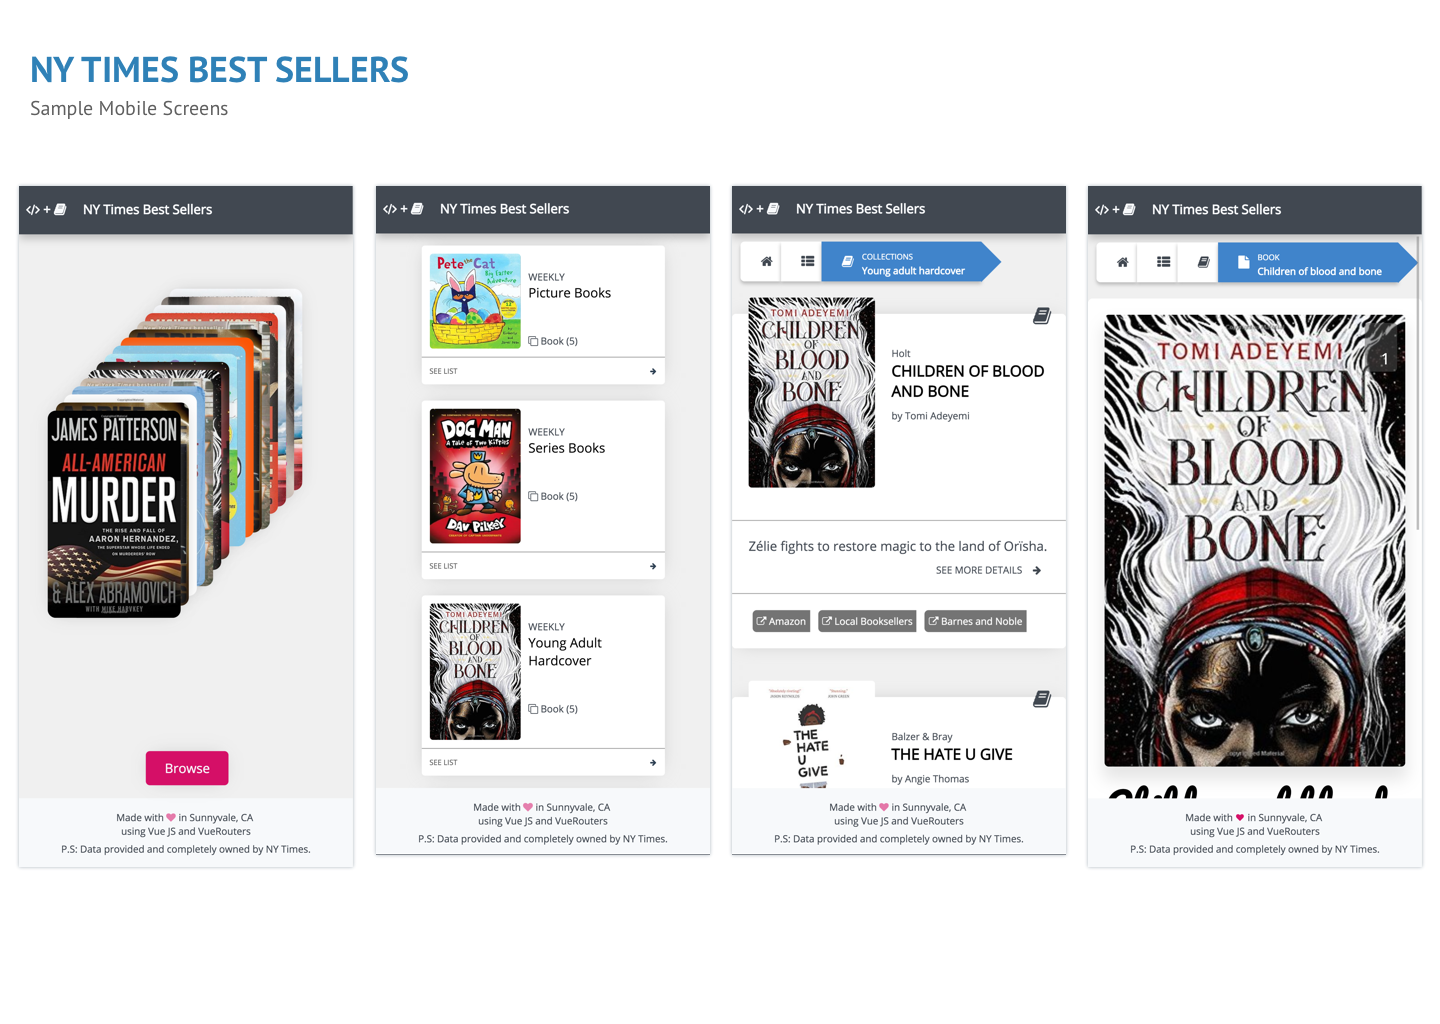 NY TIMES BEST SELLERS
Sample Mobile Screens
</> + NY Times Best Sellers
JAMES PATTERSON
ALL-AMERICAN
MURDER
THE RISE AND FALL OF
AARON HERNANDEZ,
THE SUPERSTAR WHOSE LIFE ENDED
ON MURDERERS' ROW
& ALEX ABRAMOVICH
WITH MIKE HARVKEY
Browse
Made with in Sunnyvale, CA
using Vue JS and VueRouters
P.S: Data provided and completely owned by NY Times.
</> + NY Times Best Sellers
Pete the Cat
Big Easter
Adventure
WEEKLY
Picture Books
Book (5)
SEE LIST
DOG MAN
A Tale of Two Kitties
DAV PILKEY
WEEKLY
Series Books
Book (5)
SEE LIST
TOMI ADEYEMI
CHILDREN
OF
BLOOD
AND
BONE
WEEKLY
Young Adult
Hardcover
Book (5)
SEE LIST
Made with in Sunnyvale, CA
using Vue JS and VueRouters
P.S: Data provided and completely owned by NY Times.
</> + NY Times Best Sellers
COLLECTIONS
Young adult hardcover
TOMI ADEYEMI
CHILDREN
OF
BLOOD
AND
BONE
Holt
CHILDREN OF BLOOD
AND BONE
by Tomi Adeyemi
Zélie fights to restore magic to the land of Orïsha.
SEE MORE DETAILS
Amazon
Local Booksellers
Barnes and Noble
THE
HATE
U
GIVE
Balzer & Bray
THE HATE U GIVE
by Angie Thomas
Made with in Sunnyvale, CA
using Vue JS and VueRouters
P.S: Data provided and completely owned by NY Times.
</> + NY Times Best Sellers
BOOK
Children of blood and bone
1
TOMI ADEYEMI
CHILDREN
OF
BLOOD
AND
BONE
Copyrighted Material
Made with in Sunnyvale, CA
using Vue JS and VueRouters
P.S: Data provided and completely owned by NY Times.